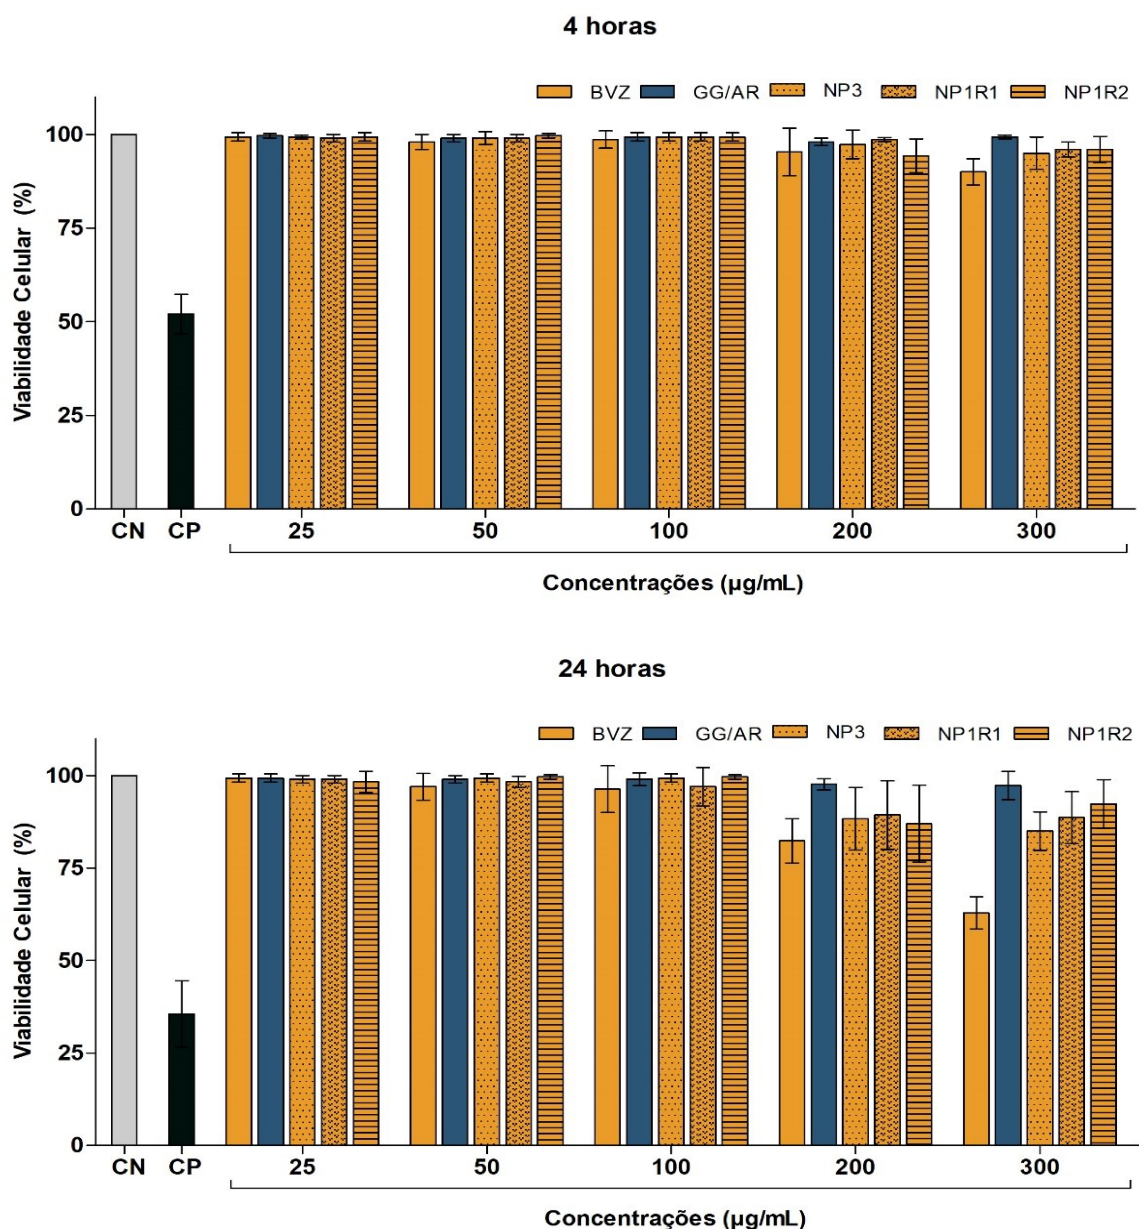 4 horas
BVZ GG/AR NP3 NP1R1 NP1R2
Viabilidade Celular (%)
100
75
50
25
0
CN CP 25 50 100 200 300
Concentrações (µg/mL)
24 horas
BVZ GG/AR NP3 NP1R1 NP1R2
Viabilidade Celular (%)
100
75
50
25
0
CN CP 25 50 100 200 300
Concentrações (µg/mL)